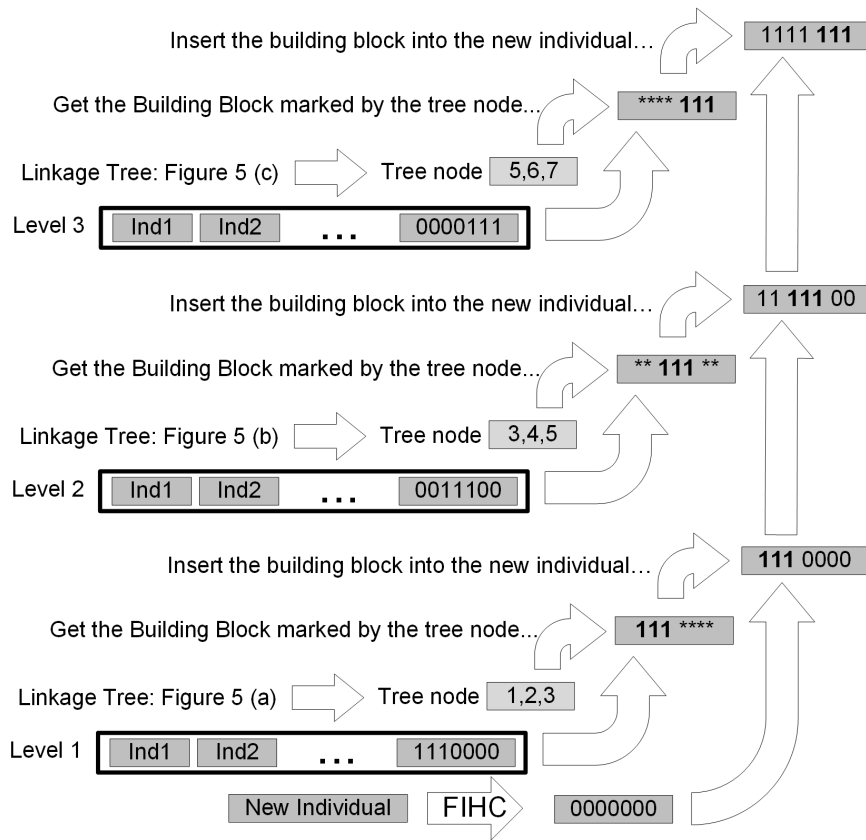 Insert the building block into the new individual… 1111 111
Get the Building Block marked by the tree node... **** 111
Linkage Tree: Figure 5 (c) Tree node 5,6,7
Level 3 Ind1 Ind2 ... 0000111
Insert the building block into the new individual… 11 111 00
Get the Building Block marked by the tree node... ** 111 **
Linkage Tree: Figure 5 (b) Tree node 3,4,5
Level 2 Ind1 Ind2 ... 0011100
Insert the building block into the new individual… 111 0000
Get the Building Block marked by the tree node... 111 ****
Linkage Tree: Figure 5 (a) Tree node 1,2,3
Level 1 Ind1 Ind2 ... 1110000
New Individual FIHC 0000000